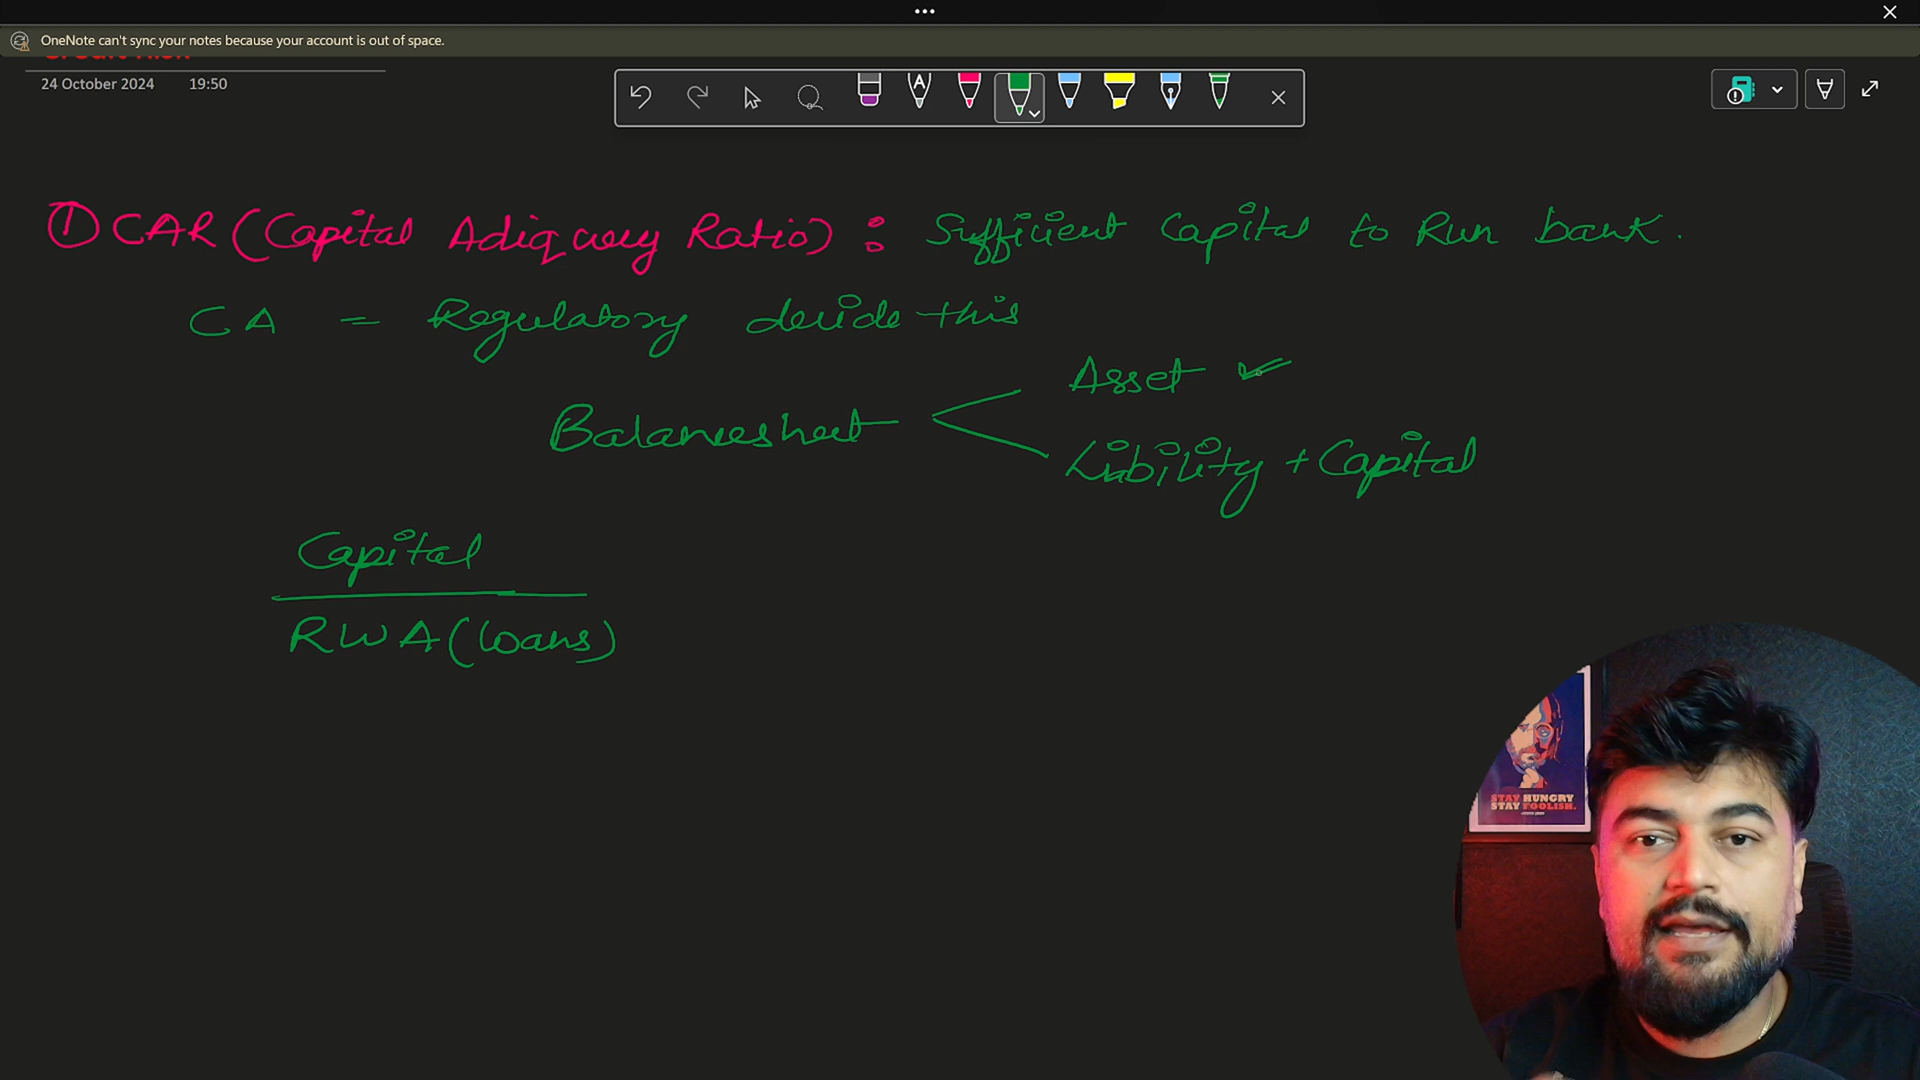 OneNote can't sync your notes because your account is out of space.
24 October 2024 19:50
① CAR (Capital Adiqucey Ratio) : Sufficient Capital to Run bank.
CA = Regulatory decide this
Asset ✓
Balancesheet
Libility + Capital
Capital
RWA (loans)
STAY HUNGRY
STAY FOOLISH.